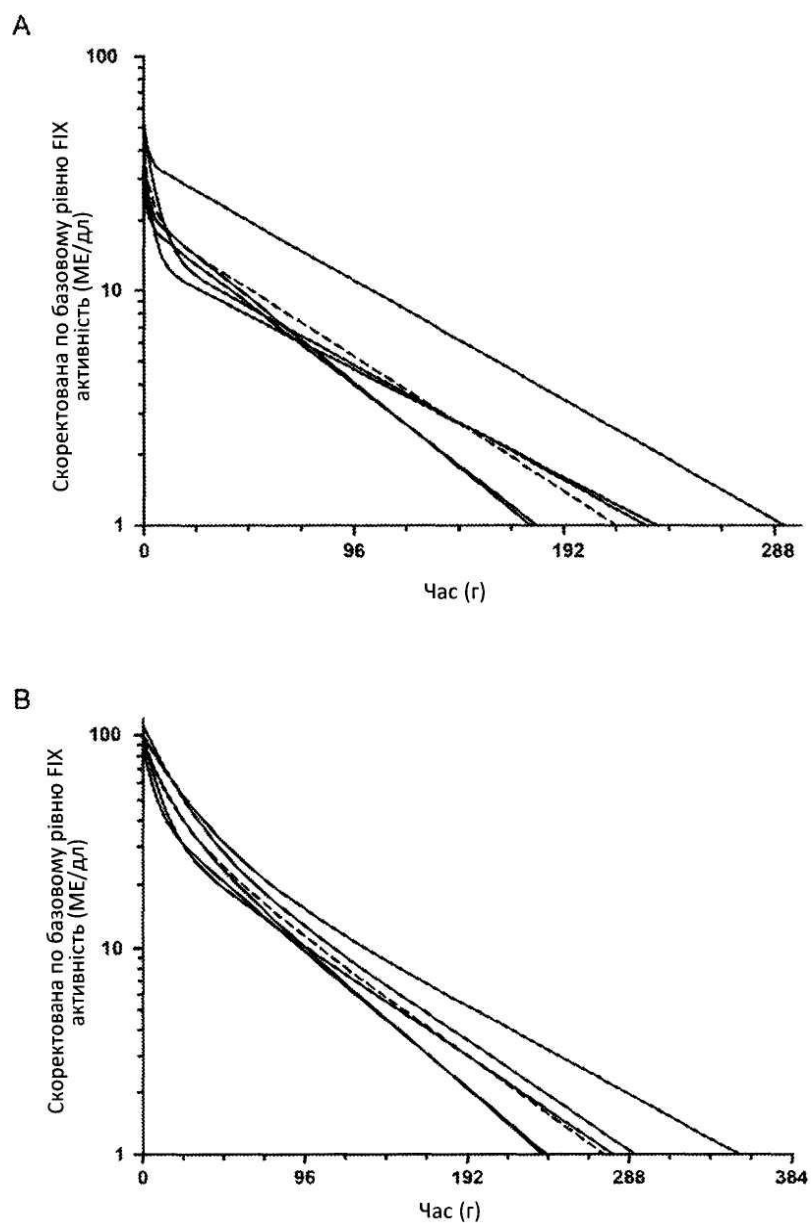 A
100
10
1
Скоректована по базовому рівню FIX
активність (МЕ/дл)
0 96 192 288
Час (г)
B
100
10
1
Скоректована по базовому рівню FIX
активність (МЕ/дл)
0 96 192 288 384
Час (г)